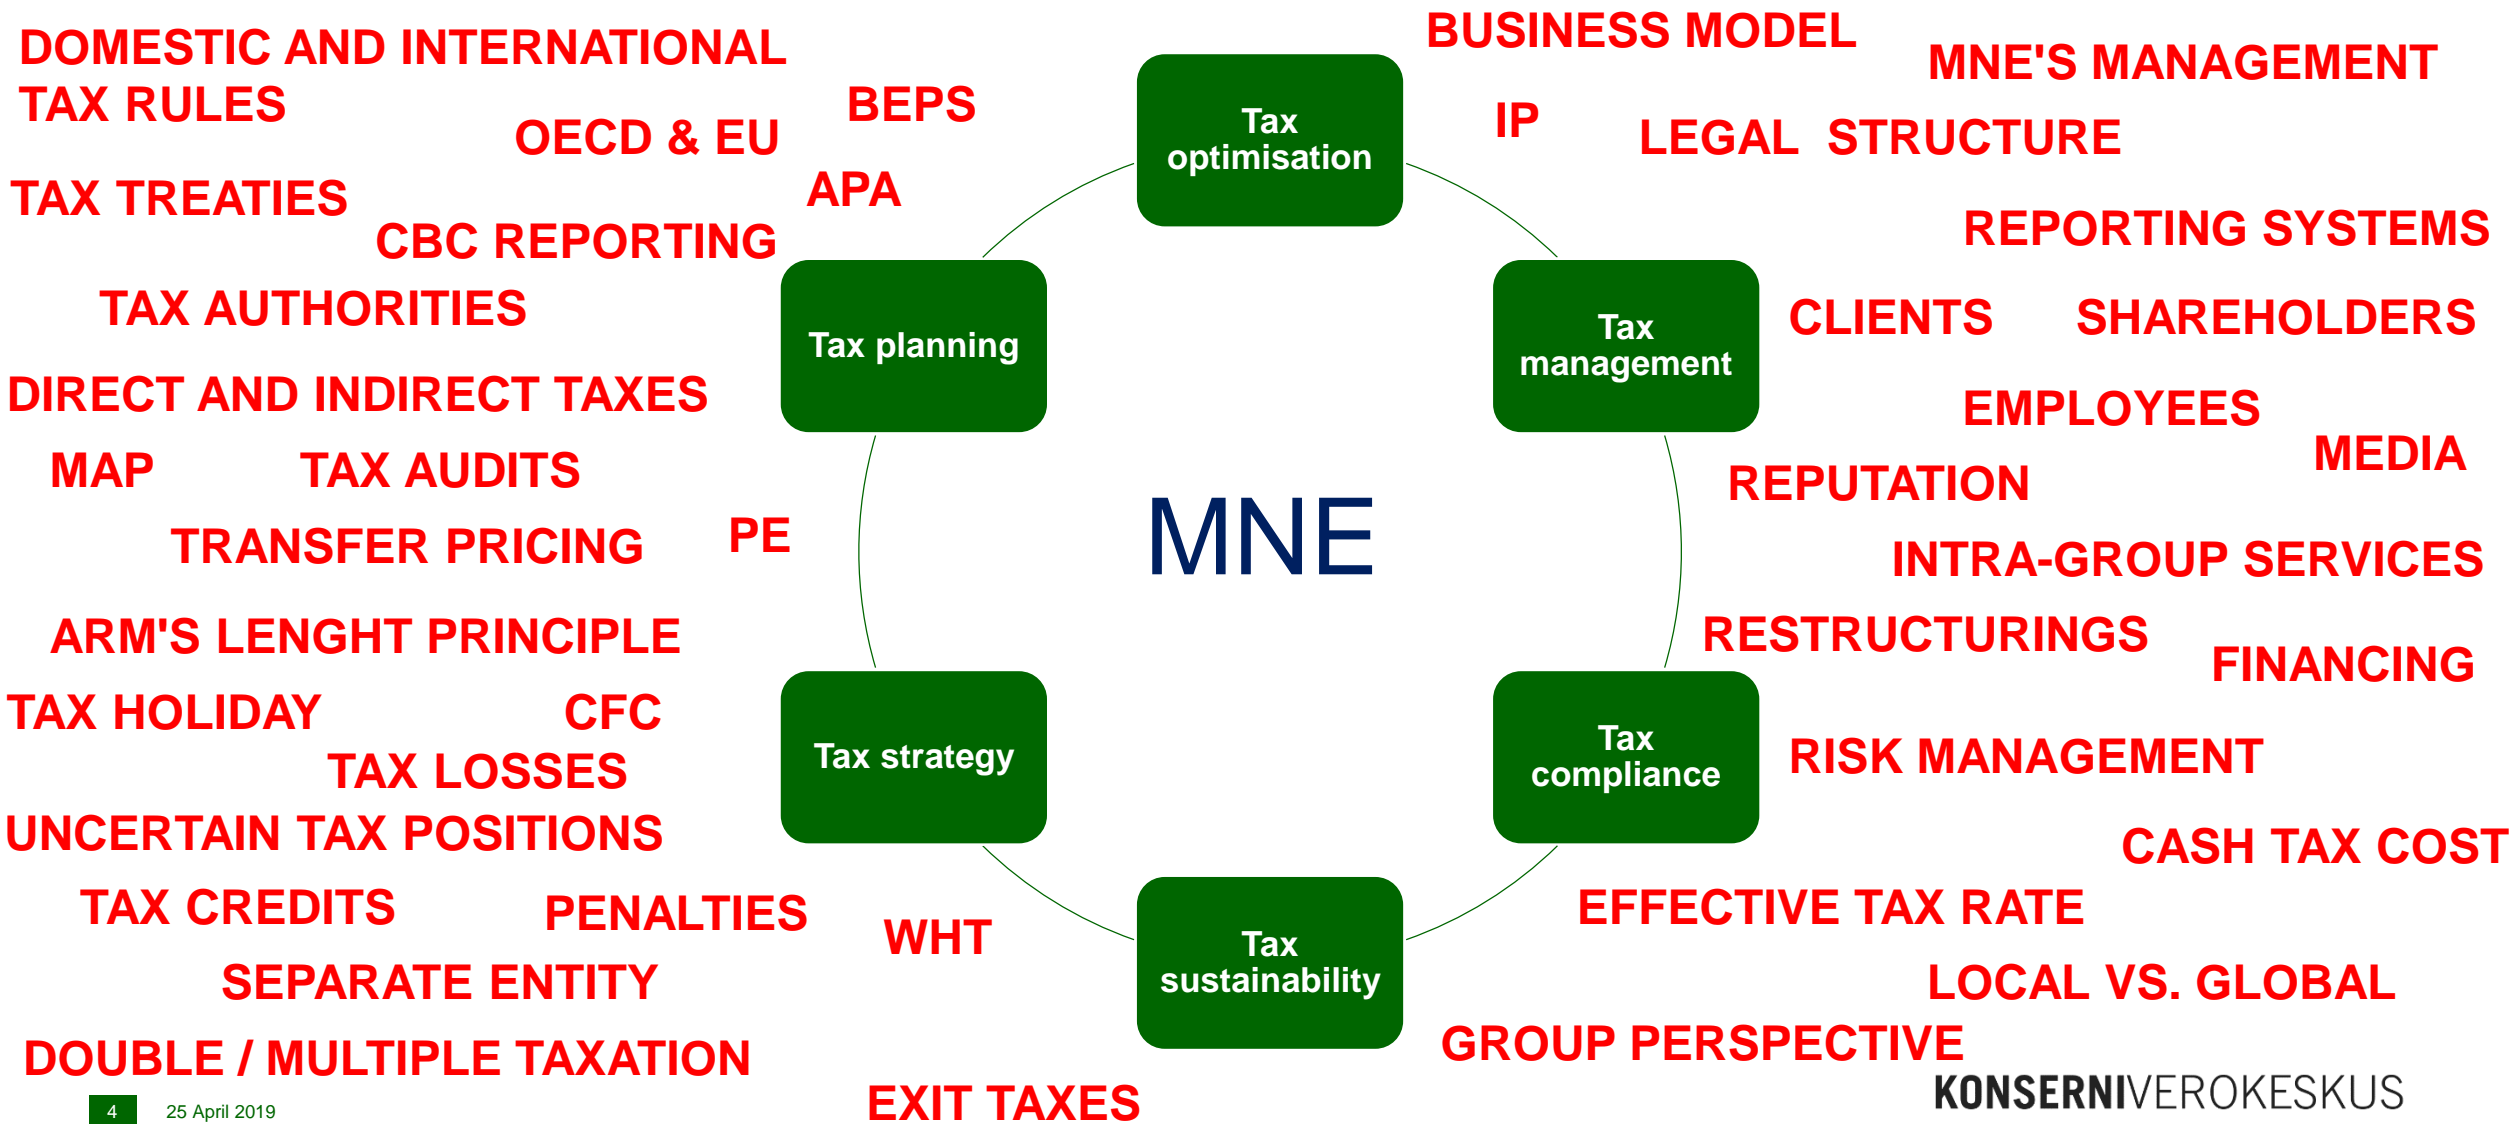 DOMESTIC AND INTERNATIONAL
TAX RULES
BEPS
OECD & EU
APA
TAX TREATIES
CBC REPORTING
TAX AUTHORITIES
DIRECT AND INDIRECT TAXES
MAP
TAX AUDITS
TRANSFER PRICING
PE
ARM'S LENGHT PRINCIPLE
TAX HOLIDAY
CFC
TAX LOSSES
UNCERTAIN TAX POSITIONS
TAX CREDITS
PENALTIES
WHT
SEPARATE ENTITY
DOUBLE / MULTIPLE TAXATION
EXIT TAXES
Tax
optimisation
Tax planning
Tax
management
MNE
Tax strategy
Tax
compliance
Tax
sustainability
BUSINESS MODEL
MNE'S MANAGEMENT
IP
LEGAL STRUCTURE
REPORTING SYSTEMS
CLIENTS
SHAREHOLDERS
EMPLOYEES
MEDIA
REPUTATION
INTRA-GROUP SERVICES
RESTRUCTURINGS
FINANCING
RISK MANAGEMENT
CASH TAX COST
EFFECTIVE TAX RATE
LOCAL VS. GLOBAL
GROUP PERSPECTIVE
4
25 April 2019
KONSERNIVEROKESKUS